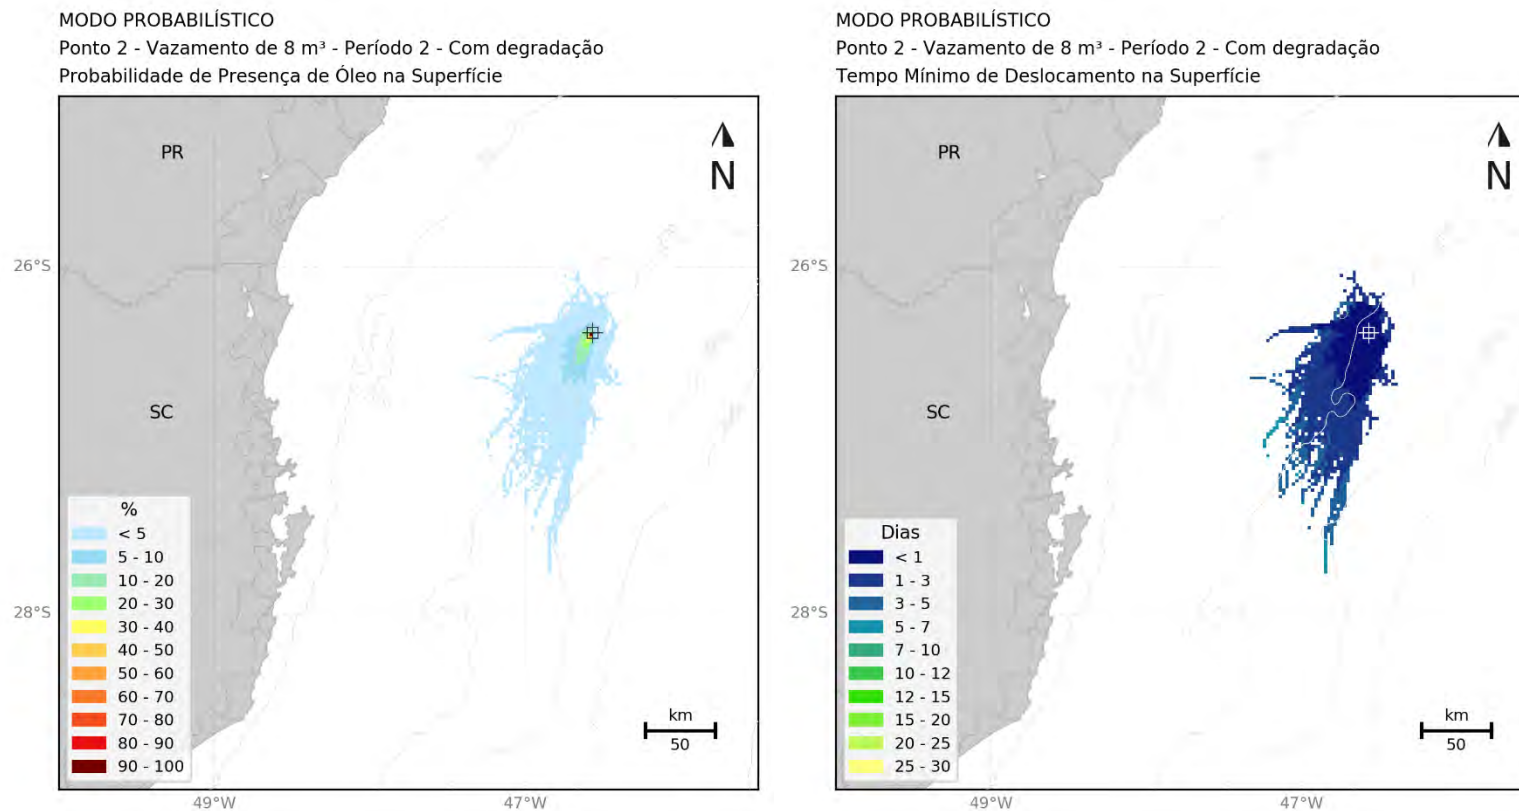 MODO PROBABILÍSTICO
Ponto 2 - Vazamento de 8 m³ - Período 2 - Com degradação
Probabilidade de Presença de Óleo na Superfície
PR
N
26°S
SC
%
< 5
5 - 10
10 - 20
20 - 30
30 - 40
40 - 50
50 - 60
60 - 70
70 - 80
80 - 90
90 - 100
28°S
km
50
49°W
47°W
MODO PROBABILÍSTICO
Ponto 2 - Vazamento de 8 m³ - Período 2 - Com degradação
Tempo Mínimo de Deslocamento na Superfície
PR
N
26°S
SC
Dias
< 1
1 - 3
3 - 5
5 - 7
7 - 10
10 - 12
12 - 15
15 - 20
20 - 25
25 - 30
28°S
km
50
49°W
47°W